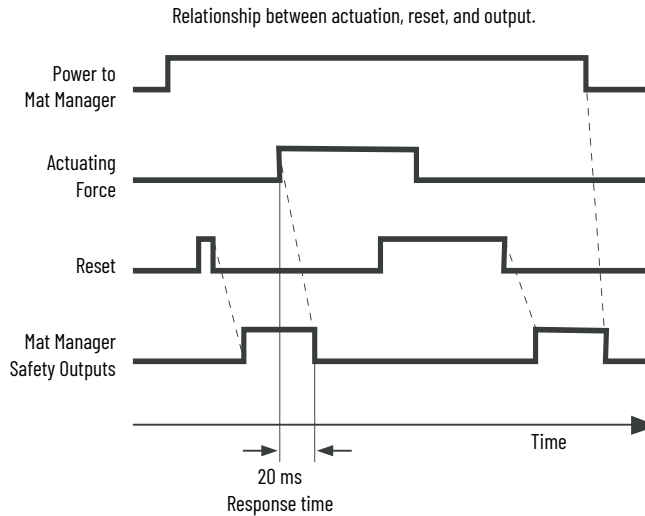 Relationship between actuation, reset, and output.
Power to
Mat Manager
Actuating
Force
Reset
Mat Manager
Safety Outputs
Time
20 ms
Response time